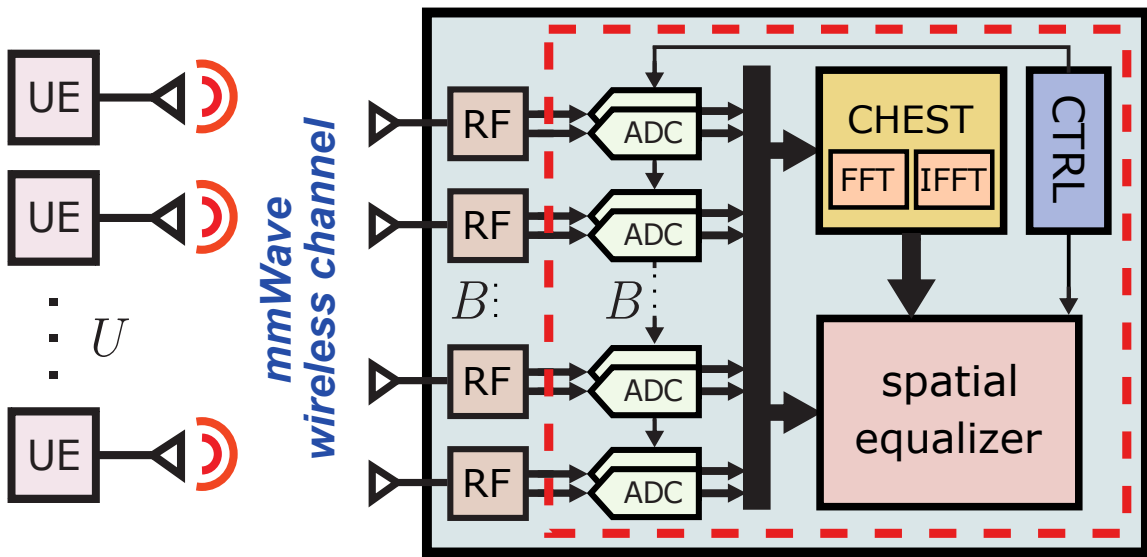 UE
UE
U
UE
mmWave
wireless channel
RF
RF
B
RF
RF
ADC
ADC
B
ADC
ADC
CHEST
FFT
IFFT
CTRL
spatial
equalizer